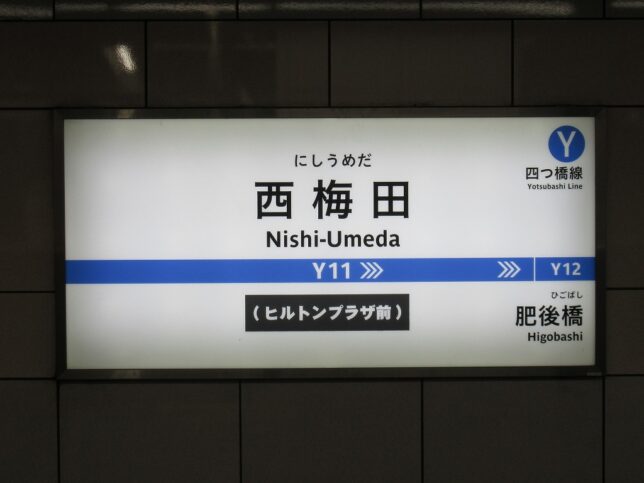 にしうめだ
西梅田
Nishi-Umeda
Y
四つ橋線
Yotsubashi Line
Y11 Y12
(ヒルトンプラザ前)
ひごばし
肥後橋
Higobashi